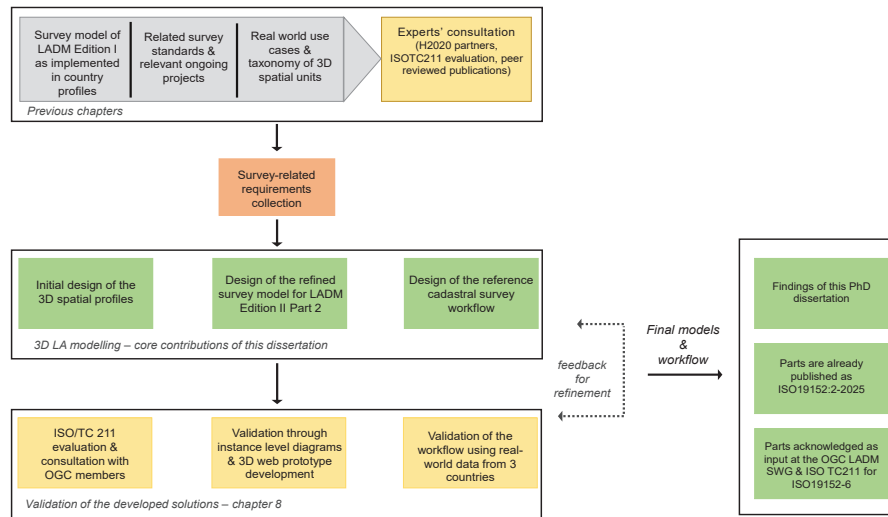 Survey model of
LADM Edition I
as implemented
in country
profiles
Related survey
standards &
relevant ongoing
projects
Real world use
cases &
taxonomy of 3D
spatial units
Experts' consultation
(H2020 partners,
ISOTC211 evaluation, peer
reviewed publications)
Previous chapters
Survey-related
requirements
collection
Initial design of the
3D spatial profiles
Design of the refined
survey model for LADM
Edition II Part 2
Design of the reference
cadastral survey
workflow
3D LA modelling – core contributions of this dissertation
feedback
for
refinement
Final models
&
workflow
Findings of this PhD
dissertation
Parts are already
published as
ISO19152:2-2025
Parts acknowledged as
input at the OGC LADM
SWG & ISO TC211 for
ISO19152-6
ISO/TC 211
evaluation &
consultation with
OGC members
Validation through
instance level diagrams
& 3D web prototype
development
Validation of the
workflow using real-
world data from 3
countries
Validation of the developed solutions – chapter 8